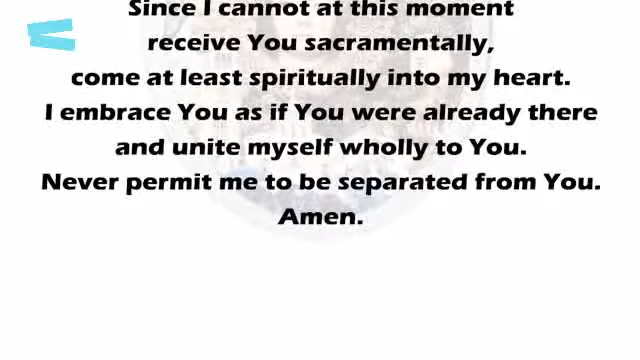 Since I cannot at this moment
receive You sacramentally,
come at least spiritually into my heart.
I embrace You as if You were already there
and unite myself wholly to You.
Never permit me to be separated from You.
Amen.